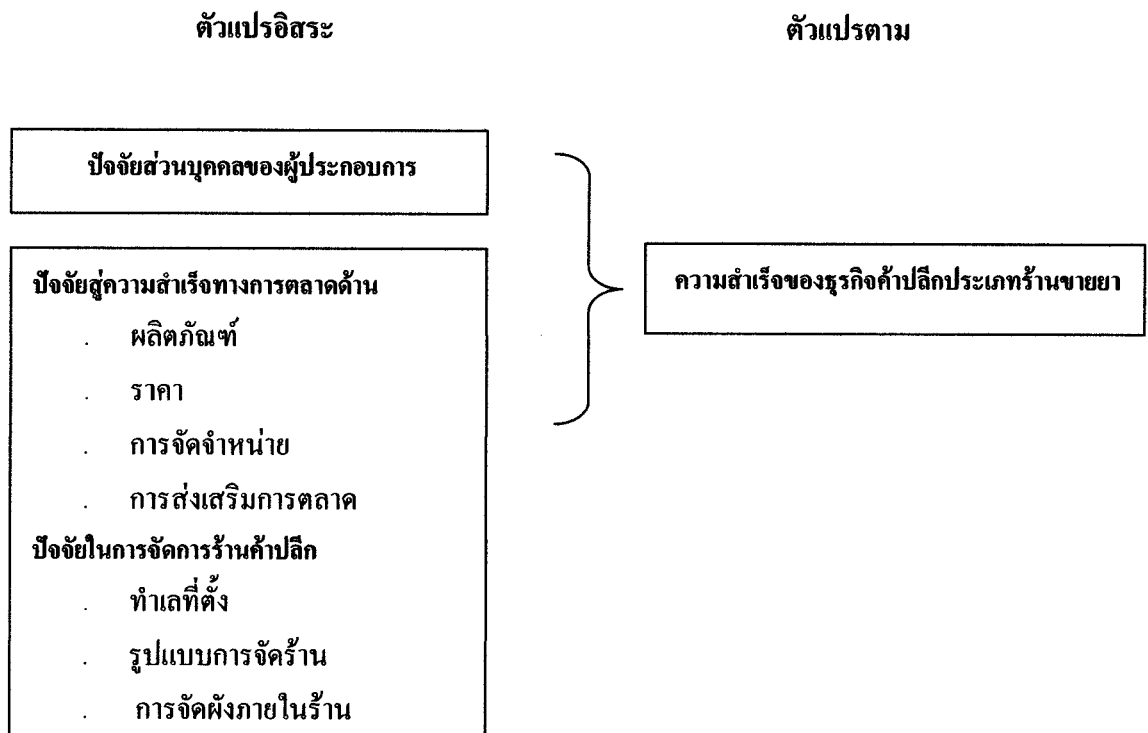 ตัวแปรอิสระ
ตัวแปรตาม
ปัจจัยส่วนบุคคลของผู้ประกอบการ
ปัจจัยสู่ความสำเร็จทางการตลาดด้าน
. ผลิตภัณฑ์
. ราคา
. การจัดจำหน่าย
. การส่งเสริมการตลาด
ปัจจัยในการจัดการร้านค้าปลีก
. ทำเลที่ตั้ง
. รูปแบบการจัดร้าน
. การจัดผังภายในร้าน
ความสำเร็จของธุรกิจค้าปลีกประเภทร้านขายยา